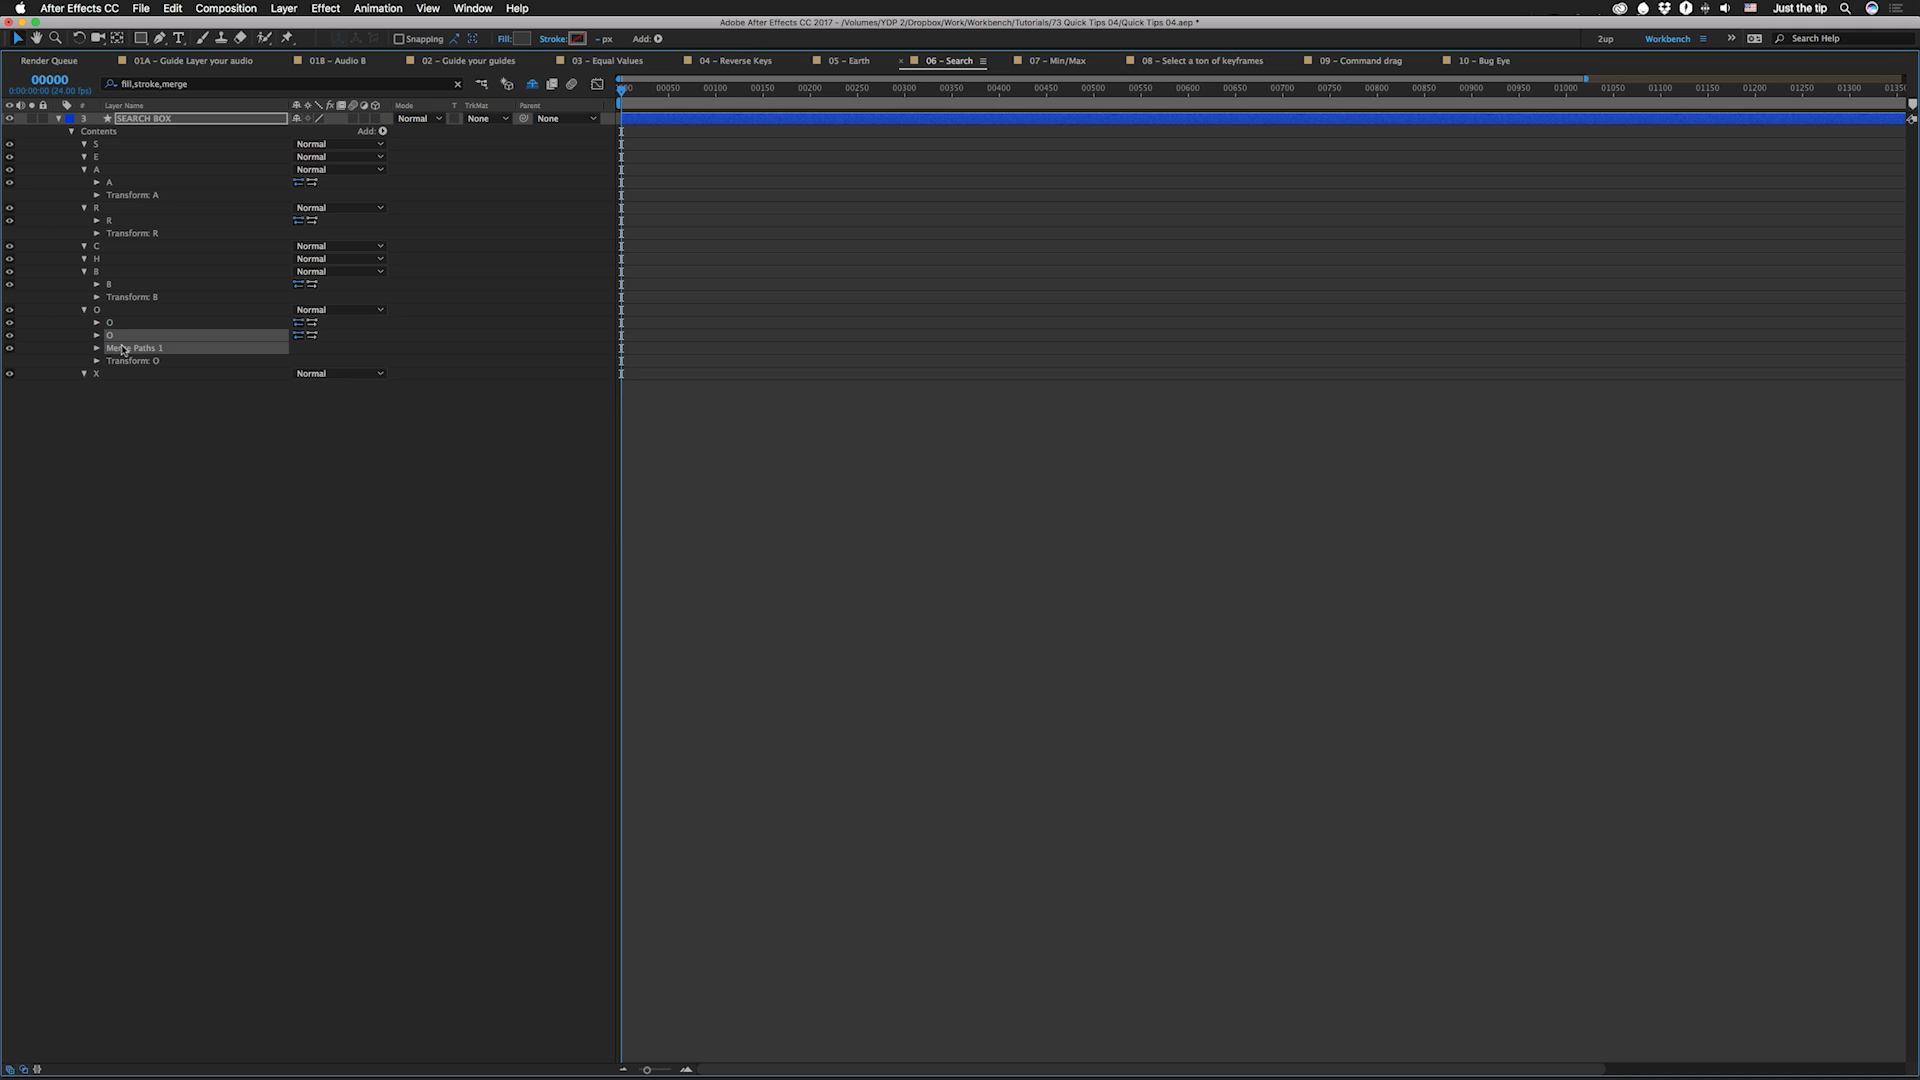 After Effects CC File Edit Composition Layer Effect Animation View Window Help Just the tip
Adobe After Effects CC 2017 – /Volumes/YDP 2/Dropbox/Work/Workbench/Tutorials/73 Quick Tips 04/Quick Tips 04.aep *
Snapping Fill: Stroke: – px Add: 2up Workbench Search Help
Render Queue 01A – Guide Layer your audio 01B – Audio B 02 – Guide your guides 03 – Equal Values 04 – Reverse Keys 05 – Earth 06 – Search 07 – Min/Max 08 – Select a ton of keyframes 09 – Command drag 10 – Bug Eye
00000
0:00:00:00 (24.00 fps)
fill,stroke,merge
00050 00100 00150 00200 00250 00300 00350 00400 00450 00500 00550 00600 00650 00700 00750 00800 00850 00900 00950 01000 01050 01100 01150 01200 01250 01300
# Layer Name Mode T TrkMat Parent
3 SEARCH BOX Normal None None
Contents Add:
S Normal
E Normal
A Normal
A
Transform: A
R Normal
R
Transform: R
C Normal
H Normal
B Normal
B
Transform: B
O Normal
O
O
Merge Paths 1
Transform: O
X Normal